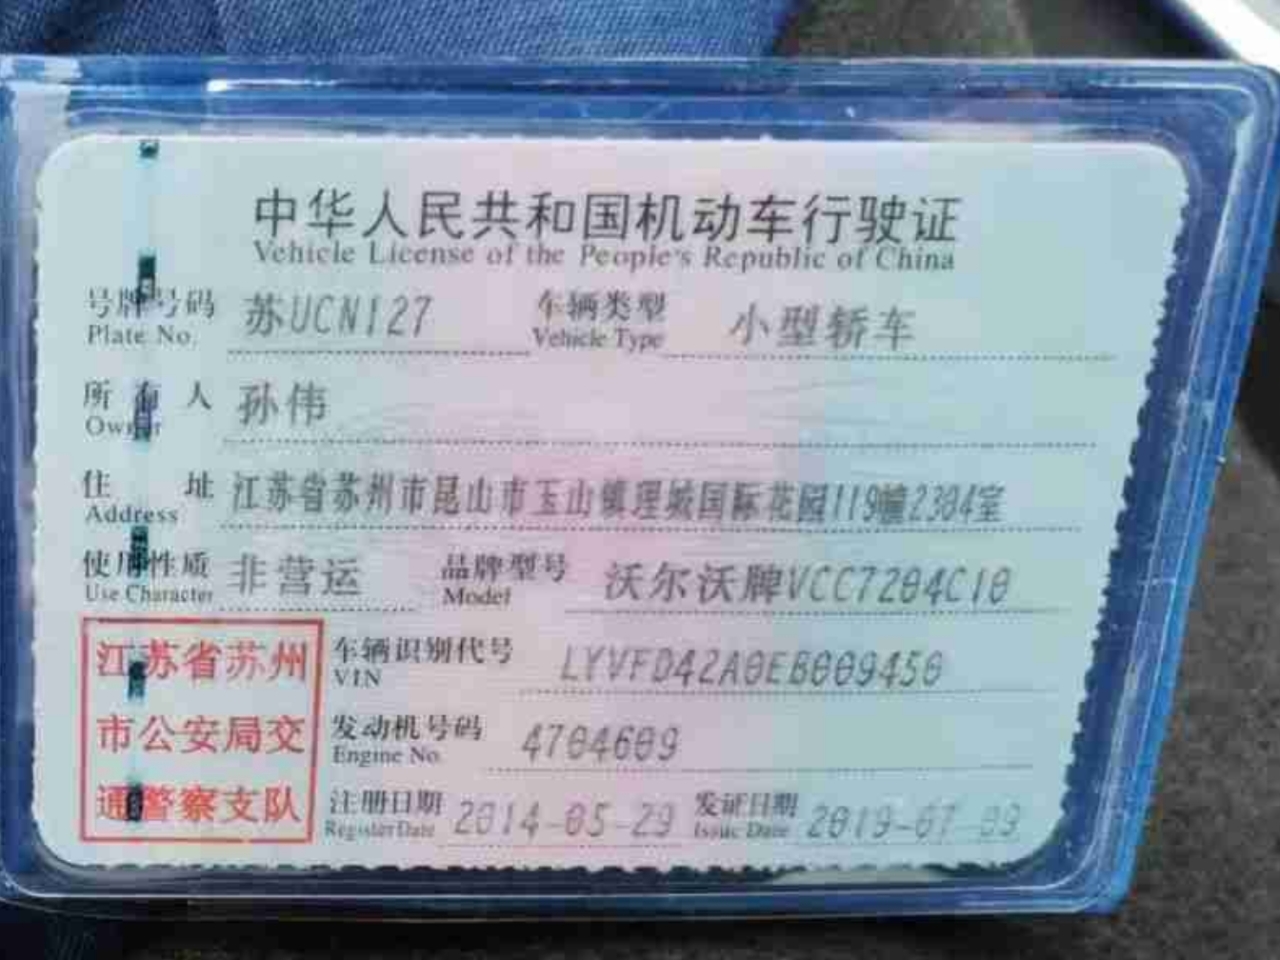 中华人民共和国机动车行驶证
Vehicle License of the People's Republic of China
号牌号码 苏UCN127 车辆类型 小型轿车
Plate No. Vehicle Type
所有人 孙伟
Owner
住址 江苏省苏州市昆山市玉山镇理城国际花园119幢2304室
Address
使用性质 非营运 品牌型号 沃尔沃牌VCC7204C10
Use Character Model
江苏省苏州
市公安局交
通警察支队
车辆识别代号 LYVFD42A0EB009450
VIN
发动机号码 4704609
Engine No.
注册日期 2014-05-29 发证日期 2019-07-09
Register Date Issue Date